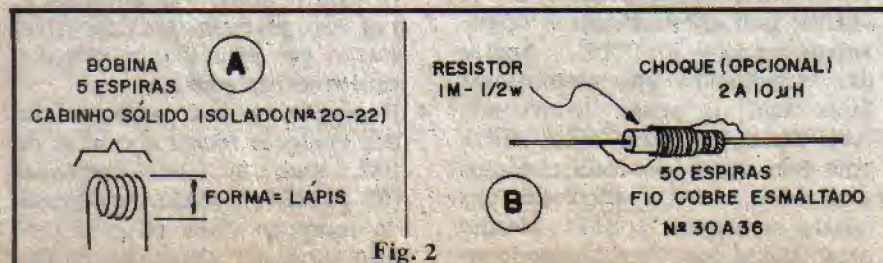 BOBINA
5 ESPIRAS
A
CABINHO SÓLIDO ISOLADO (Nº 20-22)
FORMA = LÁPIS
RESISTOR
1M - 1/2w
CHOQUE (OPCIONAL)
2 A 10 µH
50 ESPIRAS
FIO COBRE ESMALTADO
Nº 30 A 36
B
Fig. 2